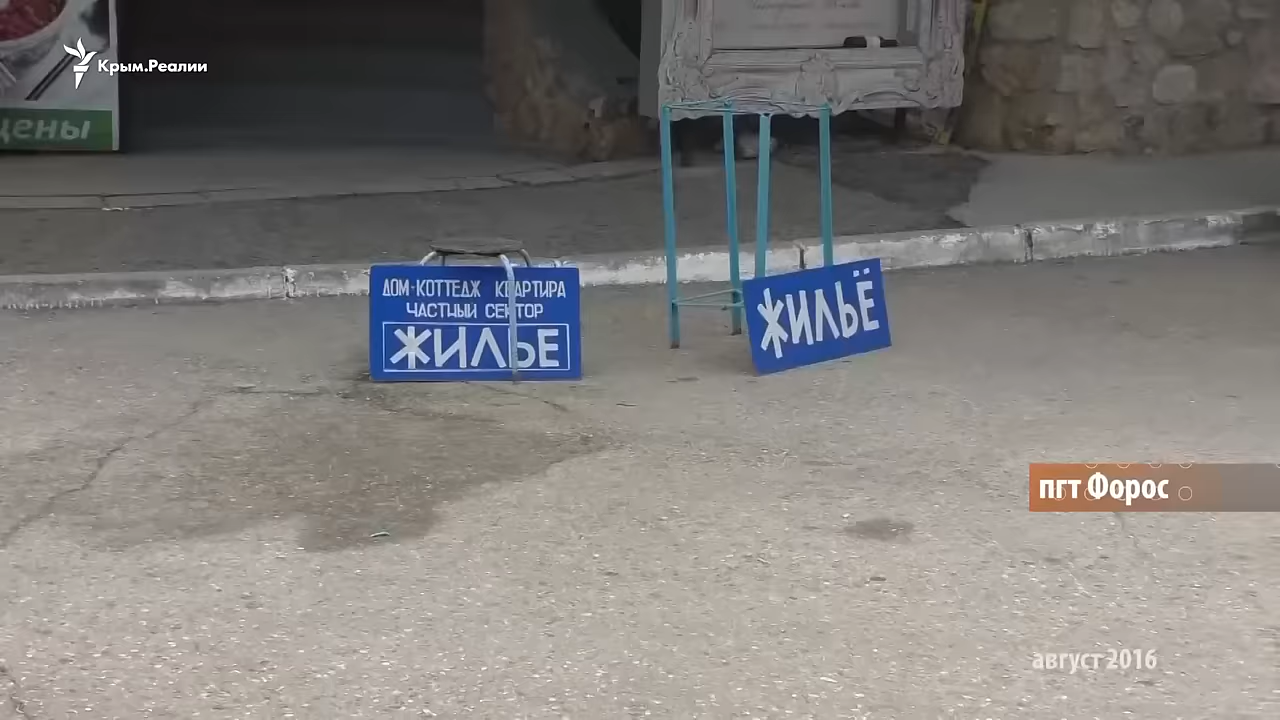 Крым.Реалии
цены
ДОМ-КОТТЕДЖ КВАРТИРА
ЧАСТНЫЙ СЕКТОР
ЖИЛЬЕ
ЖИЛЬЁ
пгт Форос
август 2016